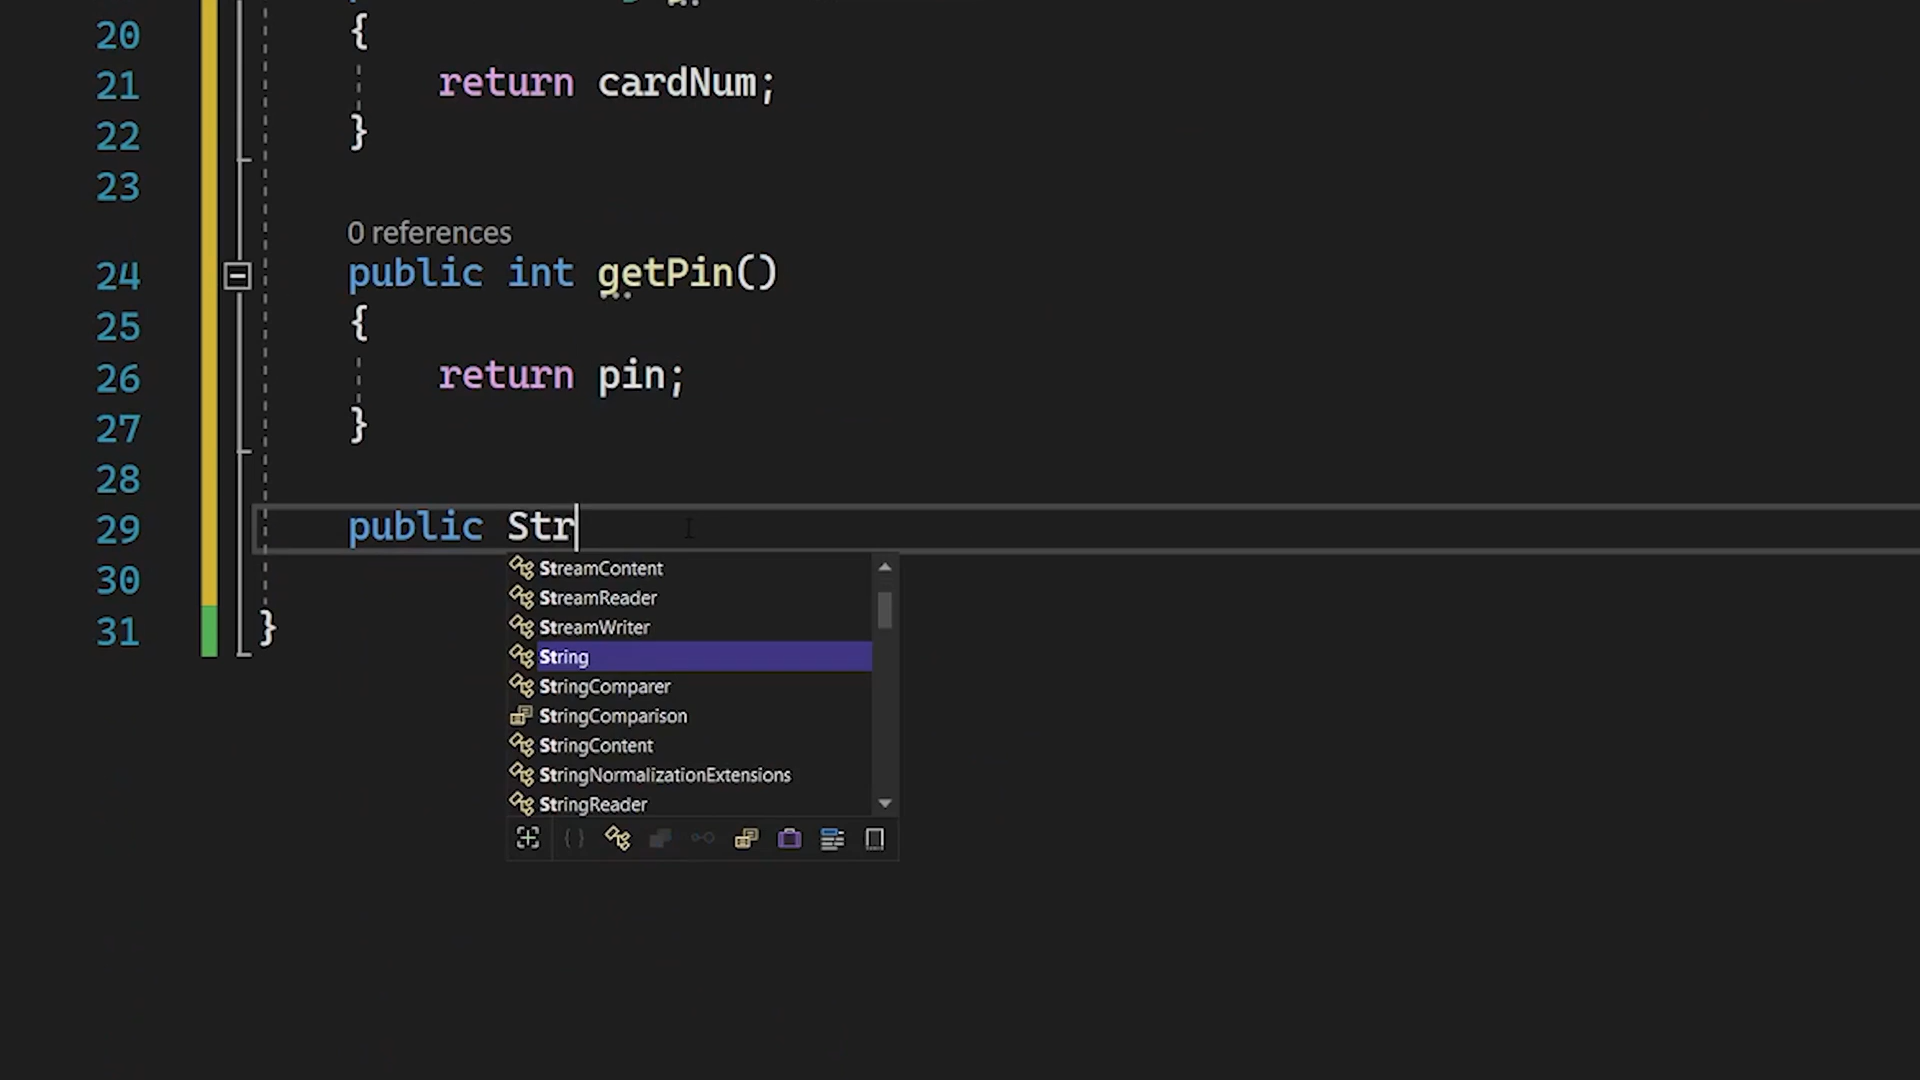 20 {
21 return cardNum;
22 }
23
0 references
24 public int getPin()
25 {
26 return pin;
27 }
28
29 public Str
30
31 }
StreamContent
StreamReader
StreamWriter
String
StringComparer
StringComparison
StringContent
StringNormalizationExtensions
StringReader